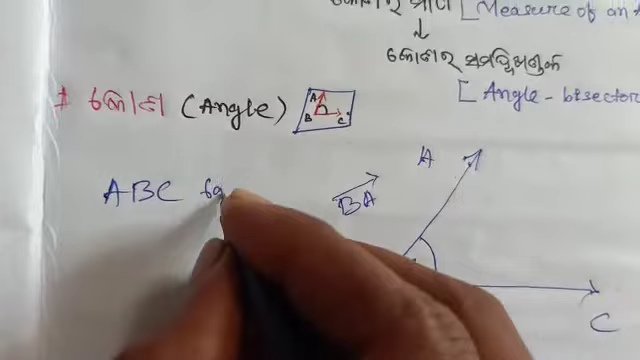 ମାପ [Measure of an
କୋଣର ସମଦ୍ୱିଖଣ୍ଡକ
[Angle-bisector
# କୋଣ (Angle)
A
B C
A
ABC
BA
C